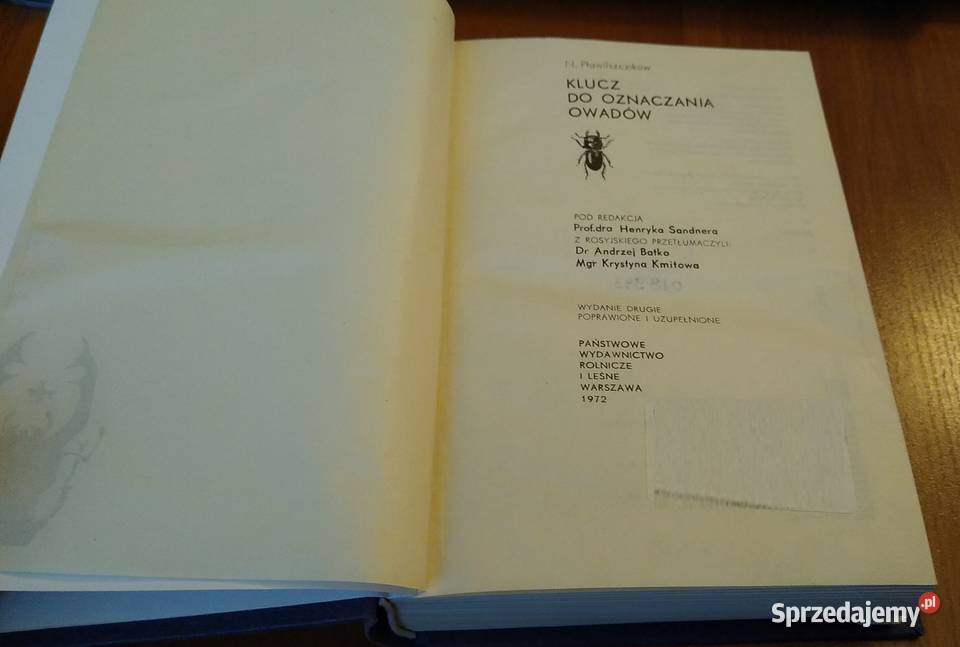 N. Pławilszczikow
KLUCZ
DO OZNACZANIA
OWADÓW
POD REDAKCJĄ
Prof.dra Henryka Sandnera
Z ROSYJSKIEGO PRZETŁUMACZYLI:
Dr Andrzej Batko
Mgr Krystyna Kmitowa
WYDANIE DRUGIE
POPRAWIONE I UZUPEŁNIONE
PAŃSTWOWE
WYDAWNICTWO
ROLNICZE
I LEŚNE
WARSZAWA
1972
Sprzedajemy.pl